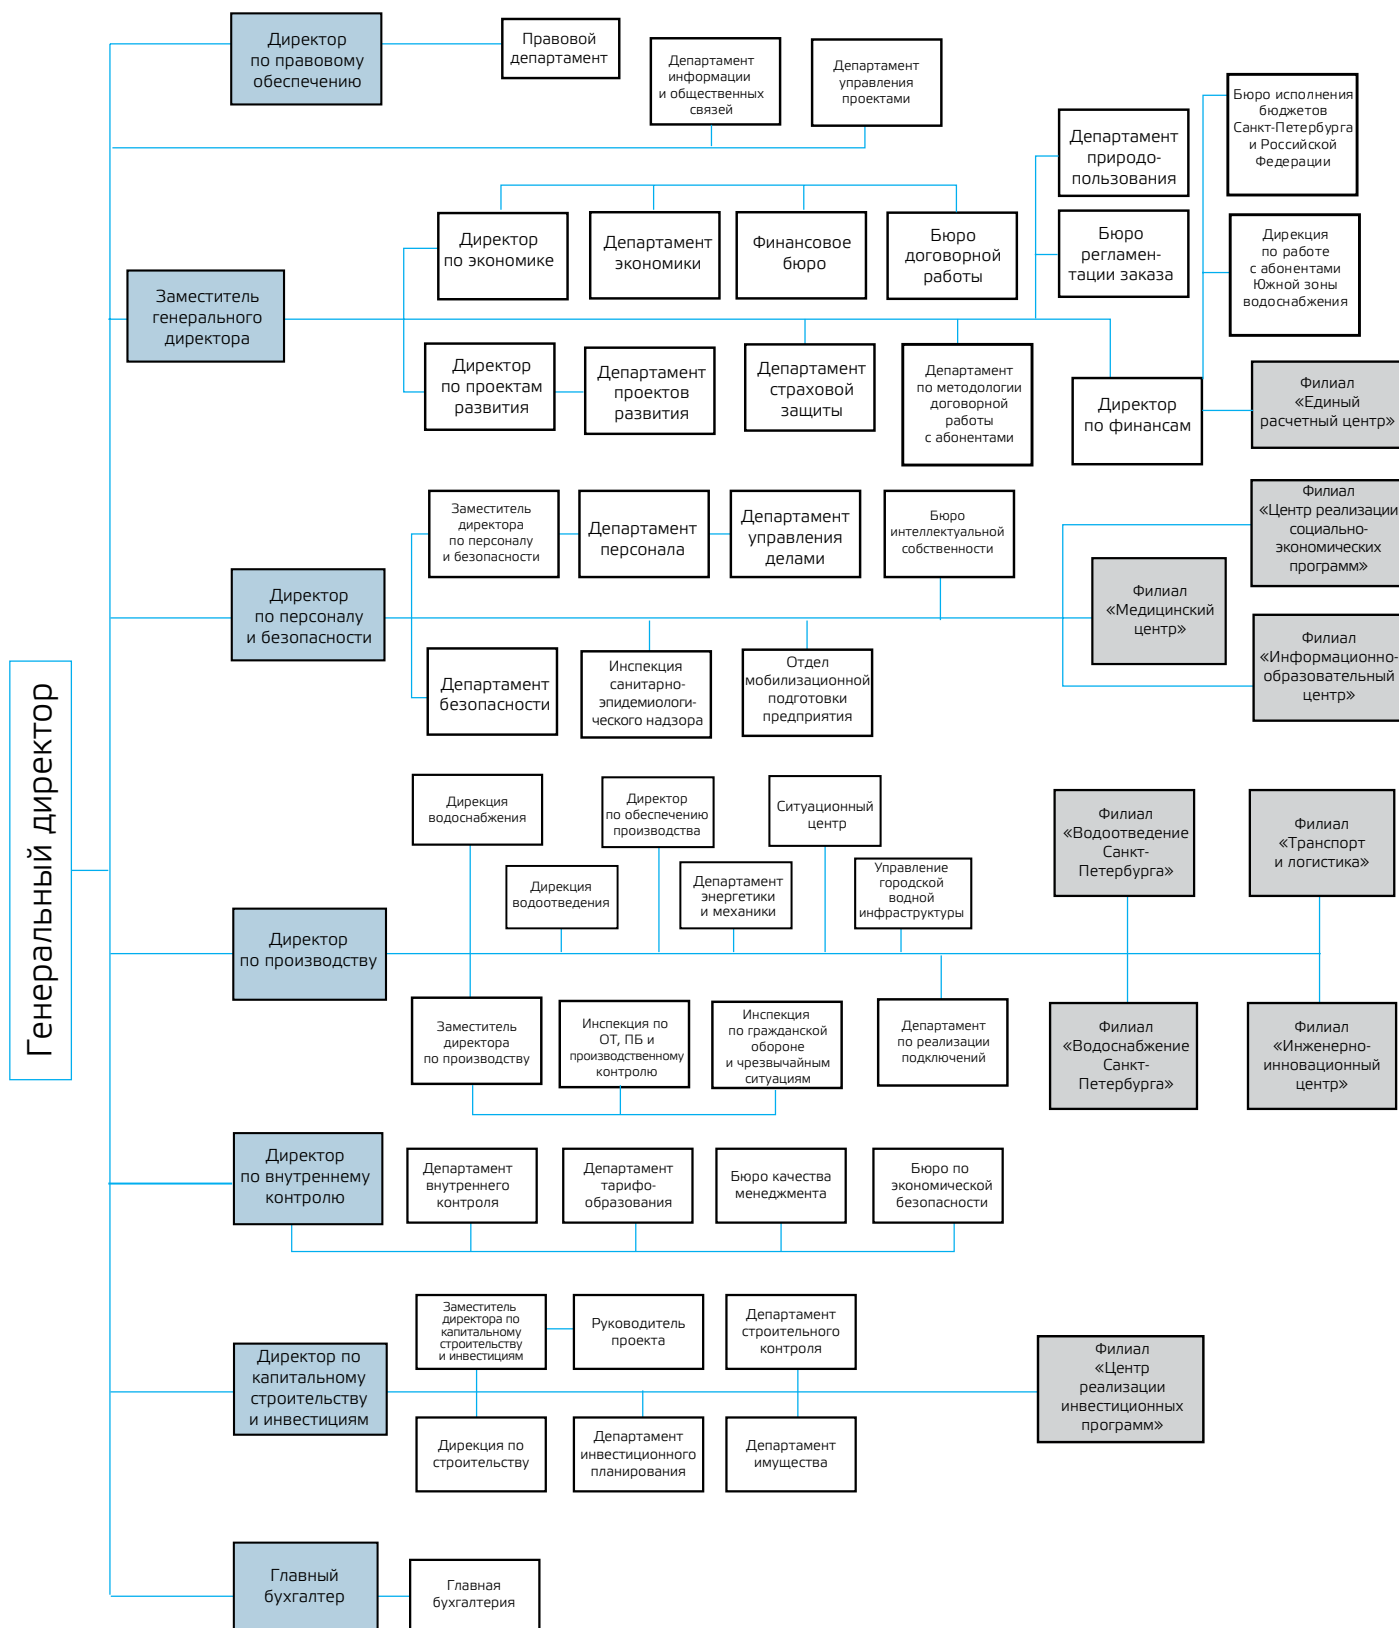 Генеральный директор
Директор
по правовому
обеспечению
Правовой
департамент
Департамент
информации
и общественных
связей
Департамент
управления
проектами
Заместитель
генерального
директора
Директор
по экономике
Департамент
экономики
Финансовое
бюро
Бюро
договорной
работы
Департамент
природо-
пользования
Бюро
регламен-
тации заказа
Бюро исполнения
бюджетов
Санкт-Петербурга
и Российской
Федерации
Дирекция
по работе
с абонентами
Южной зоны
водоснабжения
Директор
по проектам
развития
Департамент
проектов
развития
Департамент
страховой
защиты
Департамент
по методологии
договорной
работы
с абонентами
Директор
по финансам
Филиал
«Единый
расчетный центр»
Директор
по персоналу
и безопасности
Заместитель
директора
по персоналу
и безопасности
Департамент
персонала
Департамент
управления
делами
Бюро
интеллектуальной
собственности
Филиал
«Центр реализации
социально-
экономических
программ»
Филиал
«Медицинский
центр»
Филиал
«Информационно-
образовательный
центр»
Департамент
безопасности
Инспекция
санитарно-
эпидемиологи-
ческого надзора
Отдел
мобилизационной
подготовки
предприятия
Директор
по производству
Дирекция
водоснабжения
Дирекция
водоотведения
Директор
по обеспечению
производства
Департамент
энергетики
и механики
Ситуационный
центр
Управление
городской
водной
инфраструктуры
Филиал
«Водоотведение
Санкт-
Петербурга»
Филиал
«Транспорт
и логистика»
Заместитель
директора
по производству
Инспекция по
ОТ, ПБ и
производственному
контролю
Инспекция
по гражданской
обороне
и чрезвычайным
ситуациям
Департамент
по реализации
подключений
Филиал
«Водоснабжение
Санкт-
Петербурга»
Филиал
«Инженерно-
инновационный
центр»
Директор
по внутреннему
контролю
Департамент
внутреннего
контроля
Департамент
тарифо-
образования
Бюро качества
менеджмента
Бюро по
экономической
безопасности
Директор по
капитальному
строительству
и инвестициям
Заместитель
директора по
капитальному
строительству
и инвестициям
Руководитель
проекта
Департамент
строительного
контроля
Филиал
«Центр
реализации
инвестиционных
программ»
Дирекция по
строительству
Департамент
инвестиционного
планирования
Департамент
имущества
Главный
бухгалтер
Главная
бухгалтерия